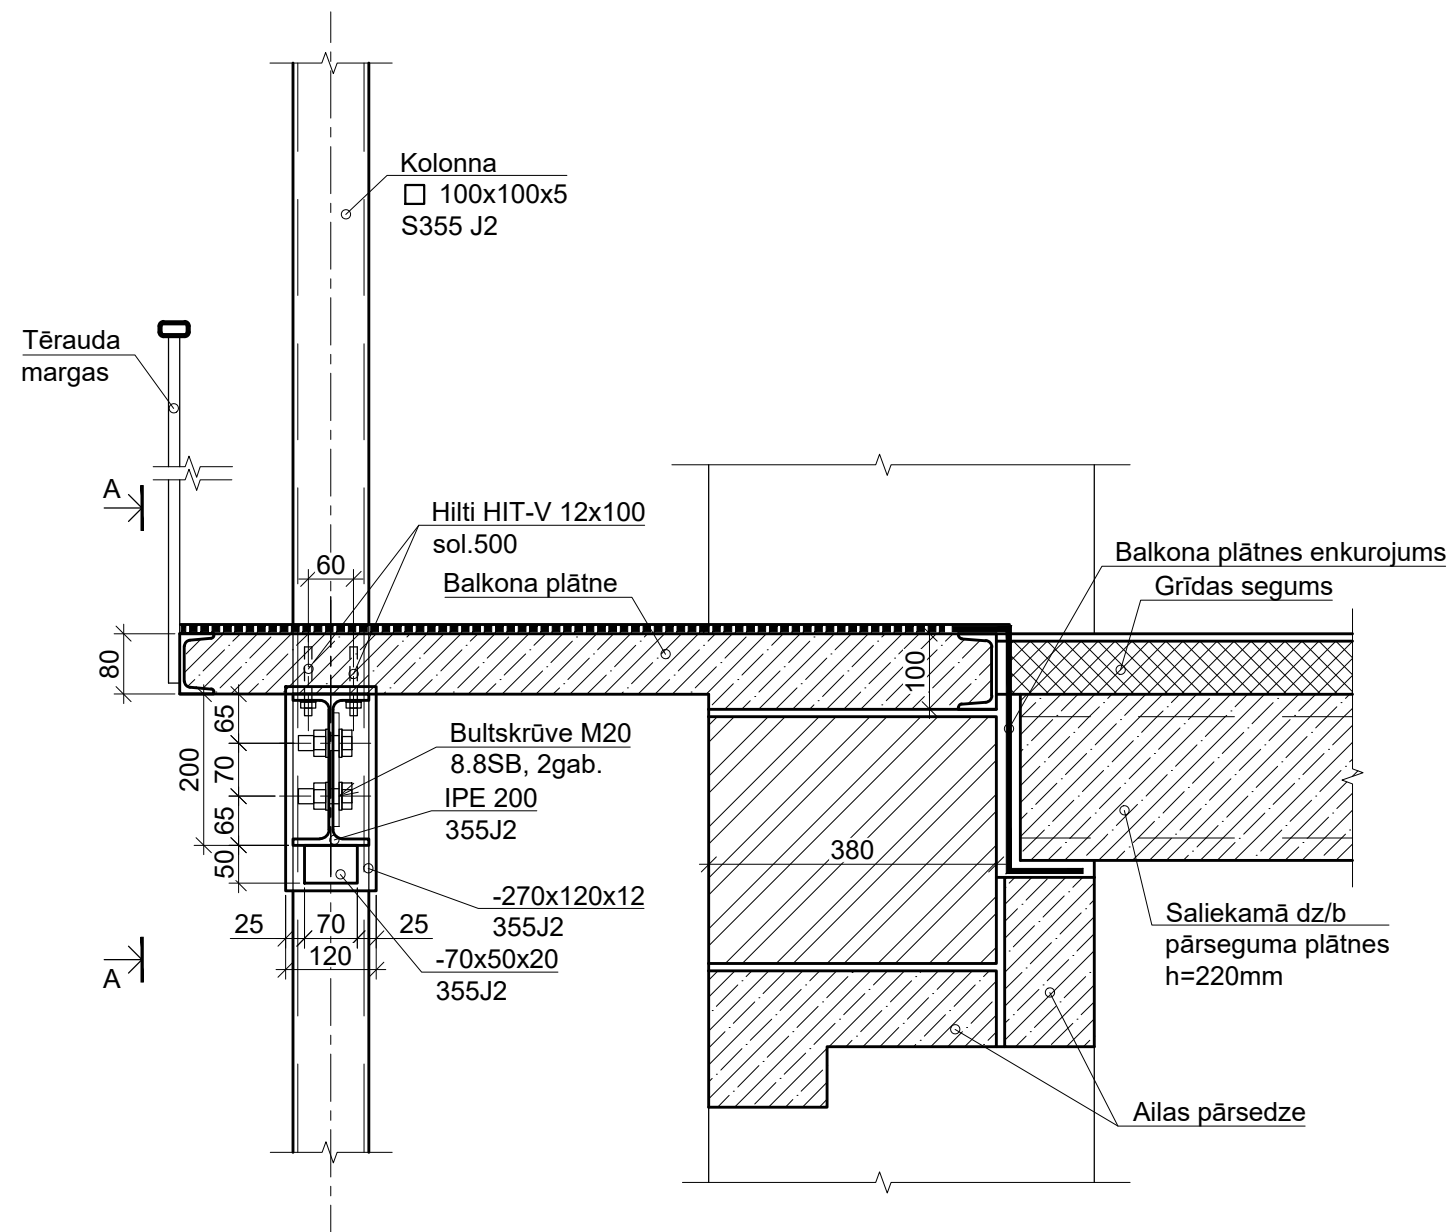 Kolonna
□ 100x100x5
S355 J2
Tērauda
margas
A
Hilti HIT-V 12x100
sol.500
60
Balkona plātne
Balkona plātnes enkurojums
Grīdas segums
80
100
65
200
70
65
50
Bultskrūve M20
8.8SB, 2gab.
IPE 200
355J2
380
-270x120x12
355J2
25
70
25
120
-70x50x20
355J2
A
Saliekamā dz/b
pārseguma plātnes
h=220mm
Ailas pārsedze